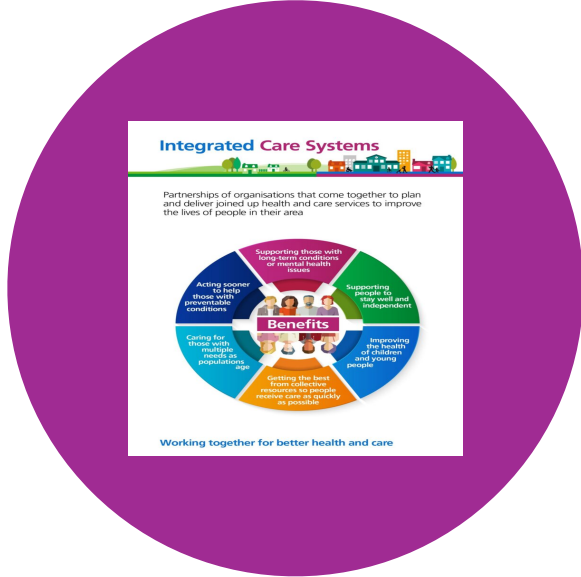 Integrated Care Systems
Partnerships of organisations that come together to plan
and deliver joined up health and care services to improve
the lives of people in their area
Supporting those with
long-term conditions
or mental health
issues
Supporting
people to
stay well and
independent
Improving
the health
of children
and young
people
Getting the best
from collective
resources so people
receive care as quickly
as possible
Caring for
those with
multiple
needs as
populations
age
Acting sooner
to help
those with
preventable
conditions
Benefits
Working together for better health and care